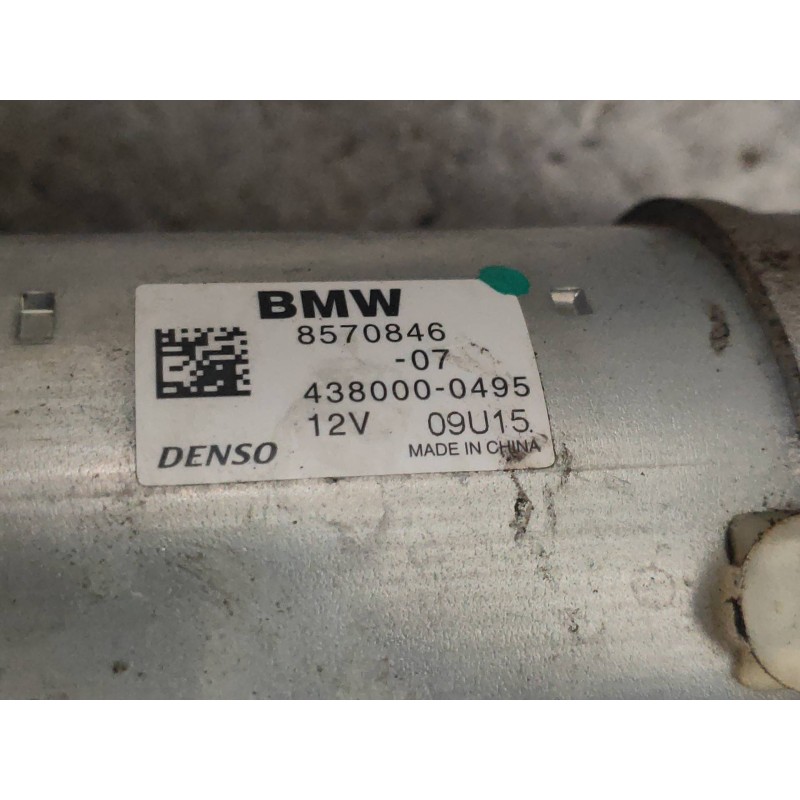 BMW
8570846
-07
438000-0495
12V 09U15.
DENSO MADE IN CHINA